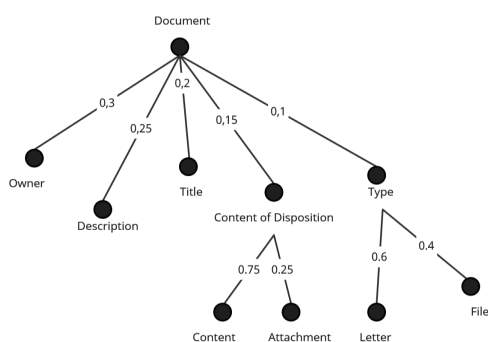 Document
0,2
0,3
0,1
0,15
0,25
Owner
Title
Type
Description
Content of Disposition
0.4
0.6
0.75
0.25
File
Content
Attachment
Letter